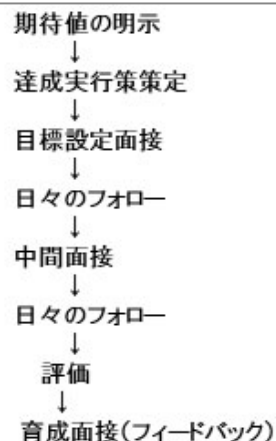 期待値の明示
↓
達成実行策策定
↓
目標設定面接
↓
日々のフォロー
↓
中間面接
↓
日々のフォロー
↓
評価
↓
育成面接(フィードバック)